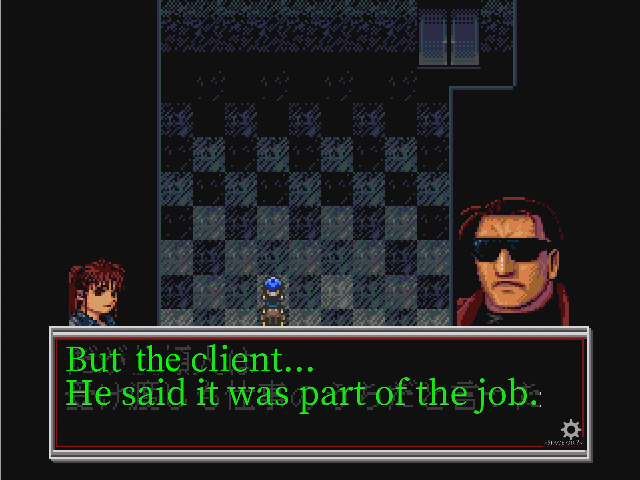 But the client...
He said it was part of the job.